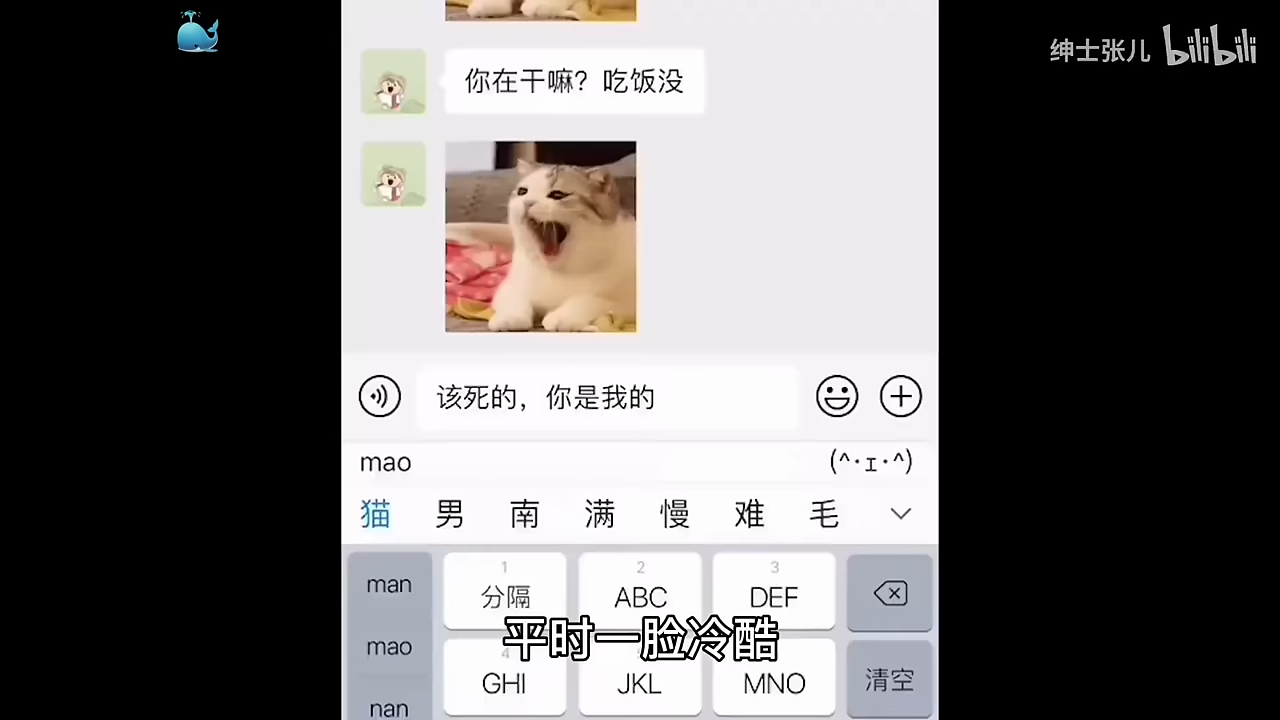 绅士张儿 bilibili
你在干嘛？吃饭没
该死的，你是我的
mao (^·ɪ·^)
猫 男 南 满 慢 难 毛
man
1 分隔
2 ABC
3 DEF
平时一脸冷酷
mao
4 GHI
JKL
MNO
清空
nan